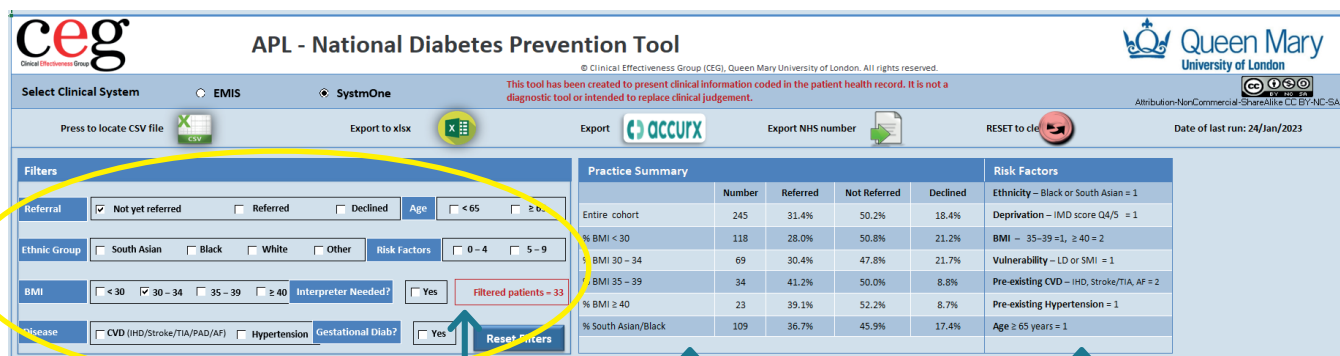 ceg
Clinical Effectiveness Group
APL - National Diabetes Prevention Tool
© Clinical Effectiveness Group (CEG), Queen Mary University of London. All rights reserved.
Queen Mary
University of London
Select Clinical System EMIS SystmOne
This tool has been created to present clinical information coded in the patient health record. It is not a
diagnostic tool or intended to replace clinical judgement.
CC BY NC SA
Attribution-NonCommercial-ShareAlike CC BY-NC-SA
Press to locate CSV file CSV Export to xlsx Export accurx Export NHS number RESET to cle Date of last run: 24/Jan/2023
Filters
Referral Not yet referred Referred Declined Age < 65
Ethnic Group South Asian Black White Other Risk Factors 0 – 4 5 – 9
BMI < 30 30 – 34 35 – 39 ≥ 40 Interpreter Needed? Yes Filtered patients = 33
Disease CVD (IHD/Stroke/TIA/PAD/AF) Hypertension Gestational Diab? Yes Reset Filters
Practice Summary
Number Referred Not Referred Declined
Entire cohort 245 31.4% 50.2% 18.4%
% BMI < 30 118 28.0% 50.8% 21.2%
% BMI 30 – 34 69 30.4% 47.8% 21.7%
% BMI 35 – 39 34 41.2% 50.0% 8.8%
% BMI ≥ 40 23 39.1% 52.2% 8.7%
% South Asian/Black 109 36.7% 45.9% 17.4%
Risk Factors
Ethnicity – Black or South Asian = 1
Deprivation – IMD score Q4/5 = 1
BMI – 35–39 =1, ≥ 40 = 2
Vulnerability – LD or SMI = 1
Pre-existing CVD – IHD, Stroke/TIA, AF = 2
Pre-existing Hypertension = 1
Age ≥ 65 years = 1